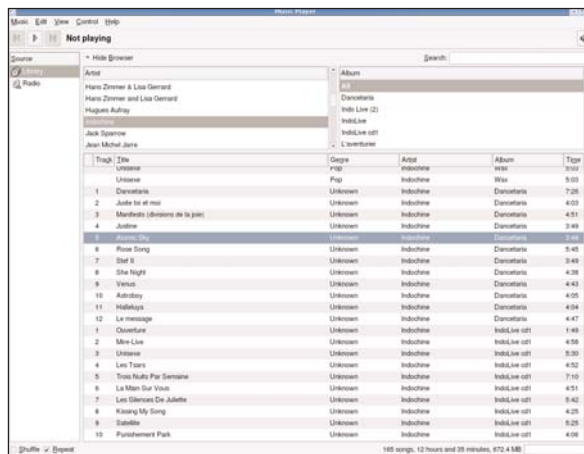 Music Player
Music Edit View Control Help
Not playing
Source
Library
Radio
Hide Browser
Search:
Artist
Hans Zimmer & Lisa Gerrard
Hans Zimmer and Lisa Gerrard
Hugues Aufray
Indochine
Jack Sparrow
Jean Michel Jarre
Album
All
Dancetaria
Indo Live (2)
IndoLive
IndoLive cd1
L'aventurier
Track Title Genre Artist Album Time
Unisexe Pop Indochine Wax 5:03
Unisexe Pop Indochine Wax 5:03
1 Dancetaria Unknown Indochine Dancetaria 7:26
2 Juste toi et moi Unknown Indochine Dancetaria 4:03
3 Manifesto (divisions de la joie) Unknown Indochine Dancetaria 4:51
4 Justine Unknown Indochine Dancetaria 3:49
5 Atomic Sky Unknown Indochine Dancetaria 3:44
6 Rose Song Unknown Indochine Dancetaria 5:45
7 Stef II Unknown Indochine Dancetaria 3:49
8 She Night Unknown Indochine Dancetaria 4:38
9 Venus Unknown Indochine Dancetaria 4:43
10 Astroboy Unknown Indochine Dancetaria 4:05
11 Halleluya Unknown Indochine Dancetaria 4:04
12 Le message Unknown Indochine Dancetaria 4:47
1 Ouverture Unknown Indochine IndoLive cd1 1:49
2 Mire-Live Unknown Indochine IndoLive cd1 4:58
3 Unisexe Unknown Indochine IndoLive cd1 5:30
4 Les Tsars Unknown Indochine IndoLive cd1 4:52
5 Trois Nuits Par Semaine Unknown Indochine IndoLive cd1 7:10
6 La Main Sur Vous Unknown Indochine IndoLive cd1 4:51
7 Les Silences De Juliette Unknown Indochine IndoLive cd1 5:42
8 Kissing My Song Unknown Indochine IndoLive cd1 4:25
9 Satellite Unknown Indochine IndoLive cd1 5:25
10 Punishement Park Unknown Indochine IndoLive cd1 4:06
Shuffle Repeat
165 songs, 12 hours and 35 minutes, 672.4 MB